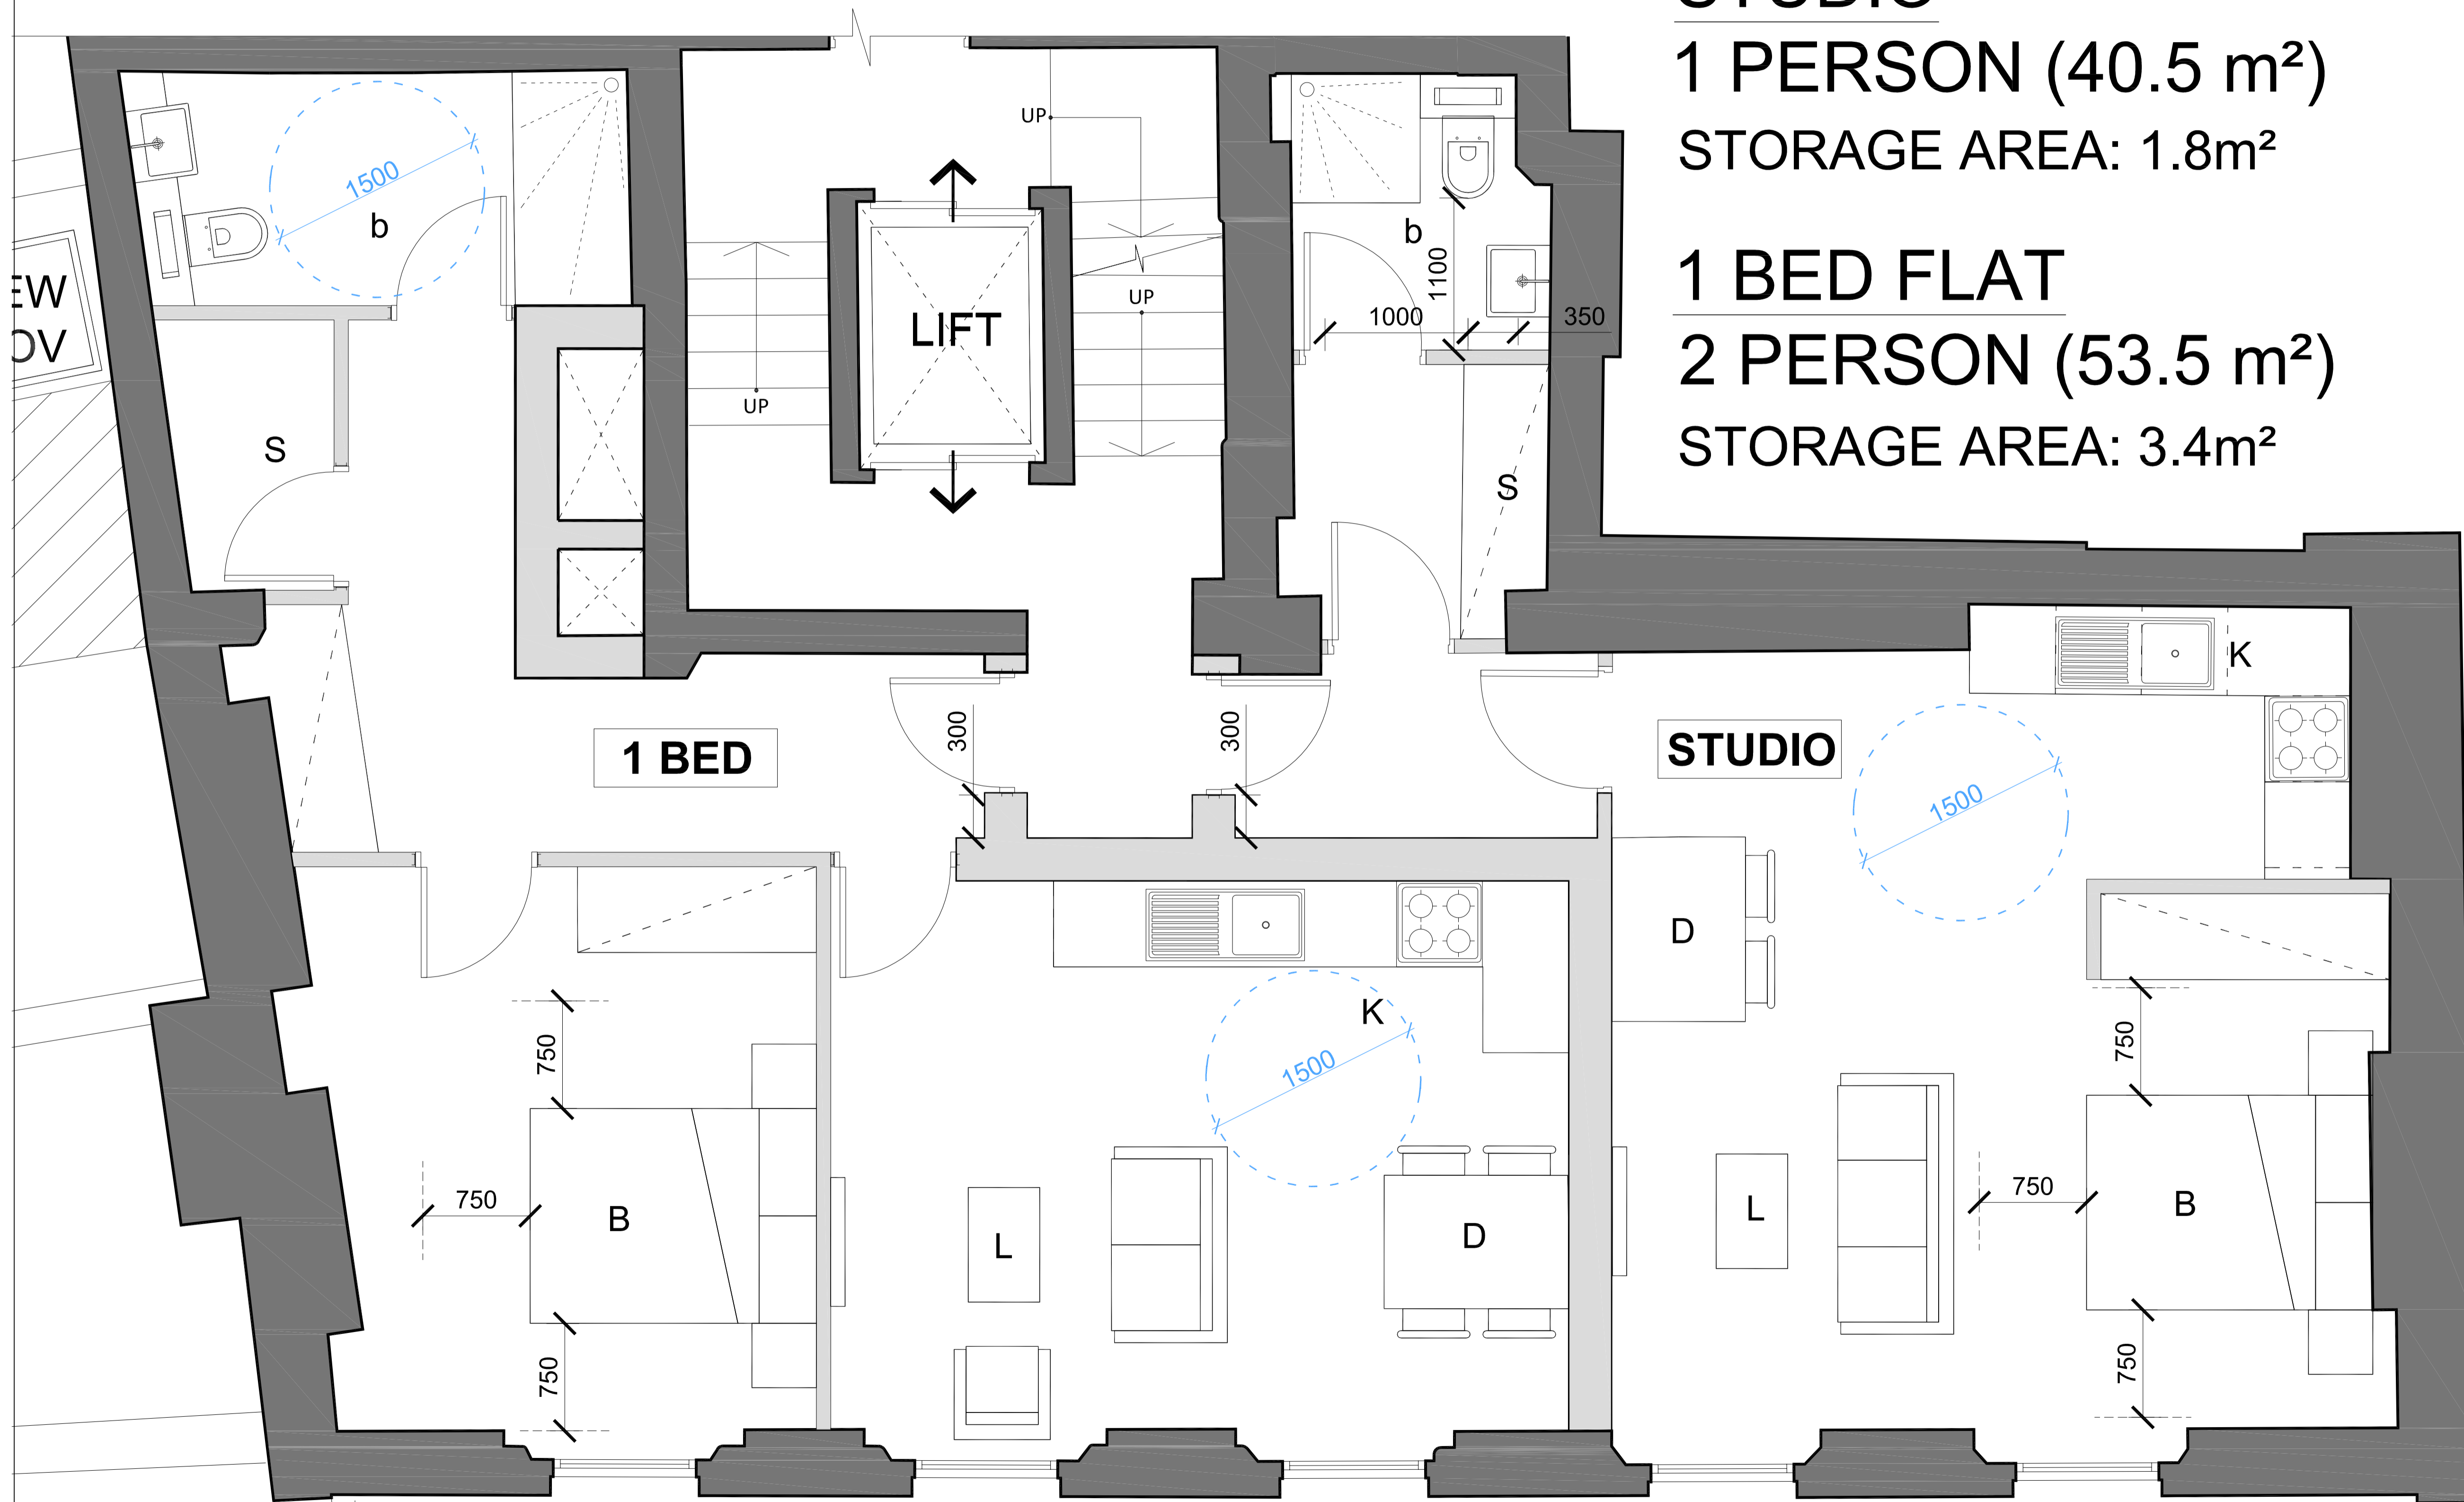 STUDIO
1 PERSON (40.5 m²)
STORAGE AREA: 1.8m²
1 BED FLAT
2 PERSON (53.5 m²)
STORAGE AREA: 3.4m²
1500
b
UP
b
1100
1000
350
UP
LIFT
UP
S
S
K
300
300
1 BED
STUDIO
1500
D
K
1500
750
750
750
B
L
D
L
750
B
750
750